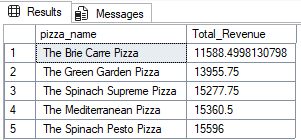 Results Messages
pizza_name Total_Revenue
1 The Brie Carre Pizza 11588.4998130798
2 The Green Garden Pizza 13955.75
3 The Spinach Supreme Pizza 15277.75
4 The Mediterranean Pizza 15360.5
5 The Spinach Pesto Pizza 15596